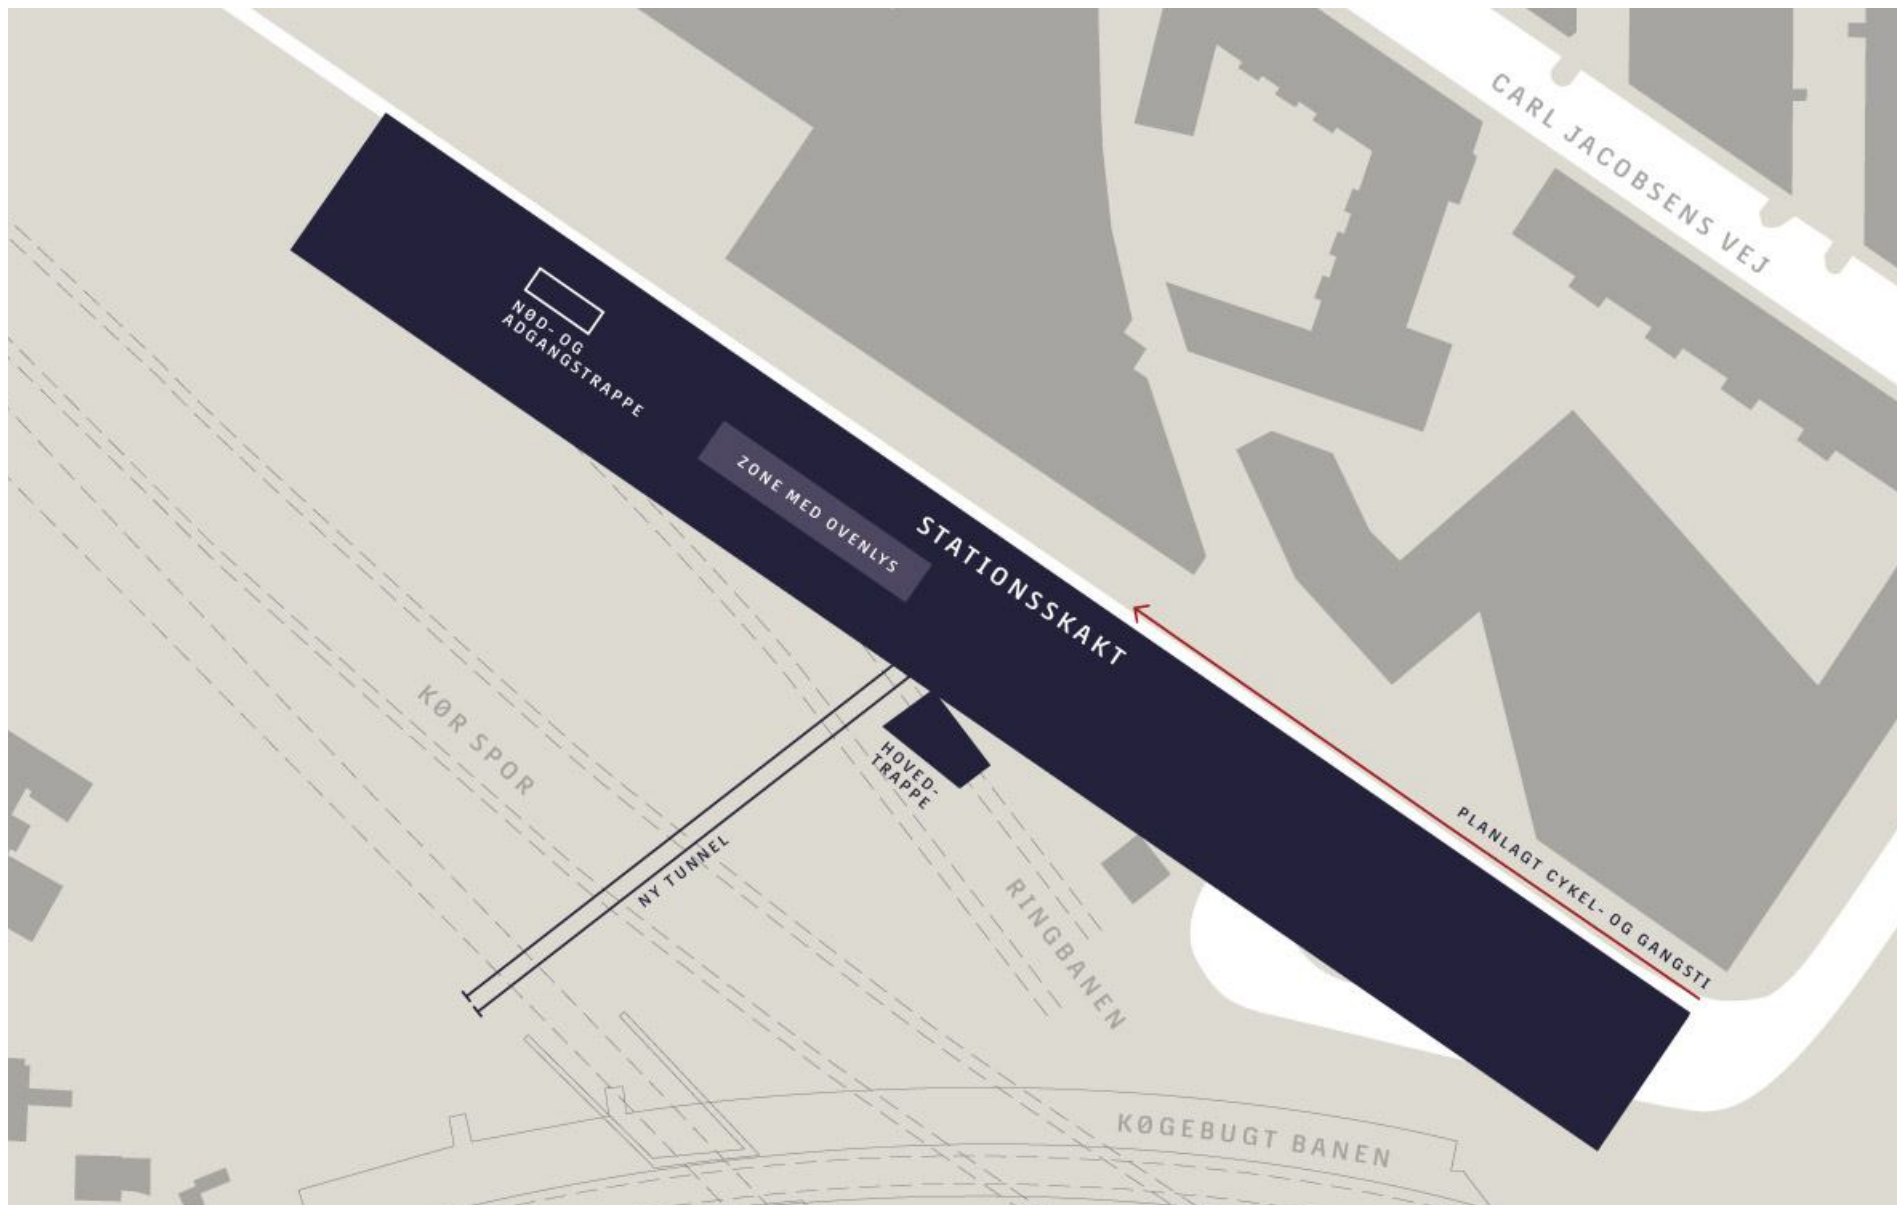 CARL JACOBSENS VEJ
NØD- OG
ADGANGSTRAPPE
ZONE MED OVENLYS
STATIONSSKAKT
KØR SPOR
HOVED-
TRAPPE
NY TUNNEL
PLANLAGT CYKEL- OG GANGSTI
RINGBANEN
KØGEBUGT BANEN